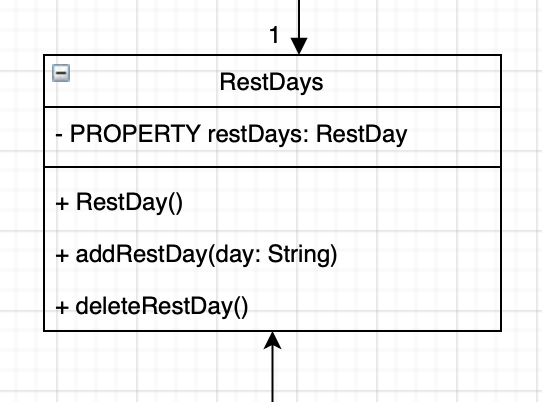 1
RestDays
- PROPERTY restDays: RestDay
+ RestDay()
+ addRestDay(day: String)
+ deleteRestDay()